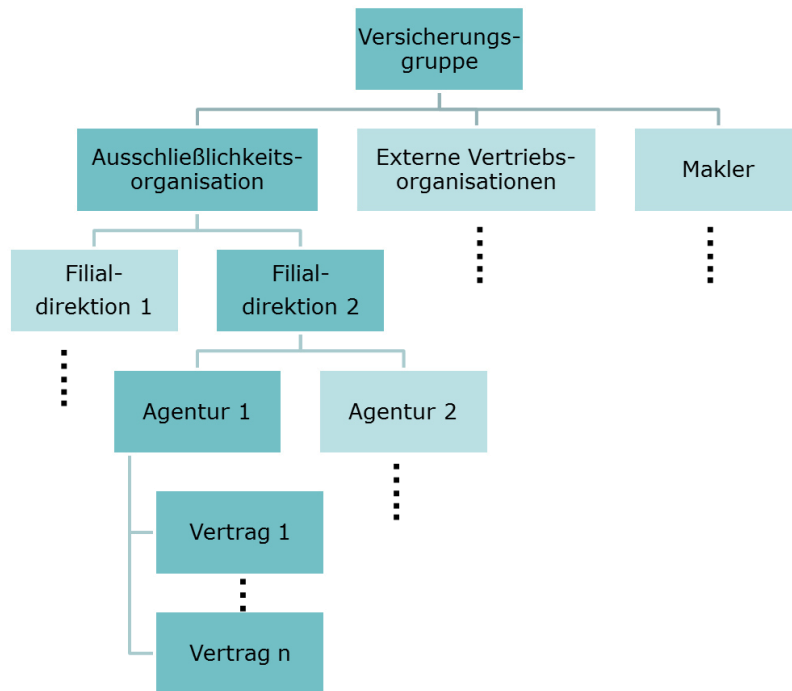 Versicherungs-
gruppe
Ausschließlichkeits-
organisation
Externe Vertriebs-
organisationen
Makler
Filial-
direktion 1
Filial-
direktion 2
Agentur 1
Agentur 2
Vertrag 1
Vertrag n